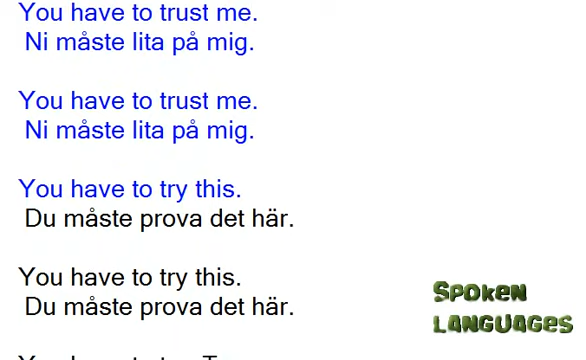 You have to trust me.
Ni måste lita på mig.
You have to trust me.
Ni måste lita på mig.
You have to try this.
Du måste prova det här.
You have to try this.
Du måste prova det här.
SPOKEN
LANGUAGES